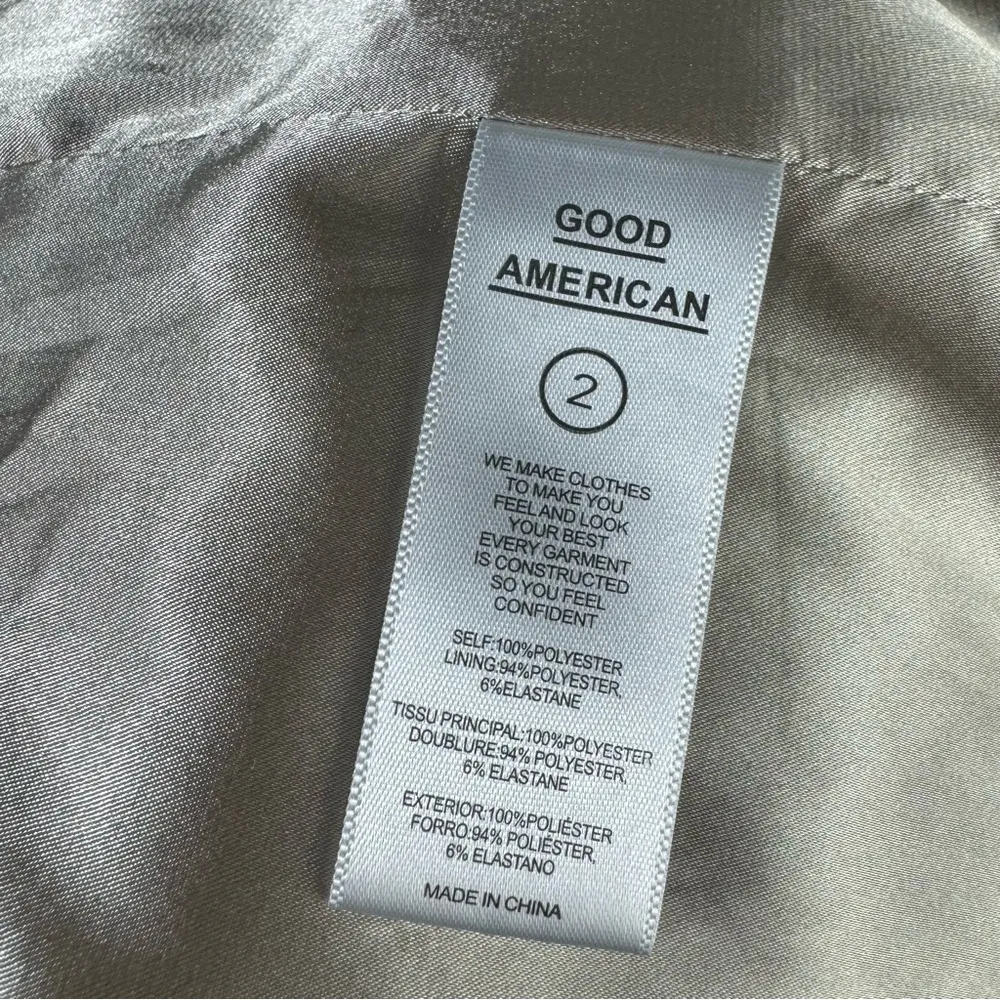 GOOD
AMERICAN
2
WE MAKE CLOTHES
TO MAKE YOU
FEEL AND LOOK
YOUR BEST
EVERY GARMENT
IS CONSTRUCTED
SO YOU FEEL
CONFIDENT
SELF:100%POLYESTER
LINING:94%POLYESTER,
6%ELASTANE
TISSU PRINCIPAL:100%POLYESTER
DOUBLURE:94% POLYESTER,
6% ELASTANE
EXTERIOR:100%POLIÉSTER
FORRO:94% POLIÉSTER,
6% ELASTANO
MADE IN CHINA